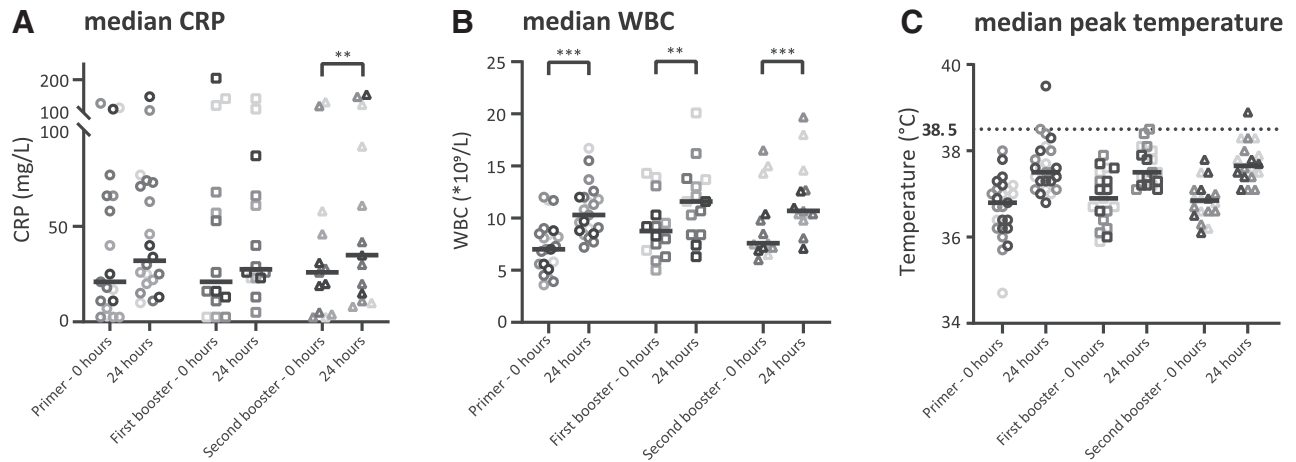 A median CRP
**
200
100
100
50
0
CRP (mg/L)
Primer - 0 hours
24 hours
First booster - 0 hours
24 hours
Second booster - 0 hours
24 hours
B median WBC
*** ** ***
25
20
15
10
5
0
WBC (*10⁹/L)
Primer - 0 hours
24 hours
First booster - 0 hours
24 hours
Second booster - 0 hours
24 hours
C median peak temperature
40
38.5
38
36
34
Temperature (°C)
Primer - 0 hours
24 hours
First booster - 0 hours
24 hours
Second booster - 0 hours
24 hours